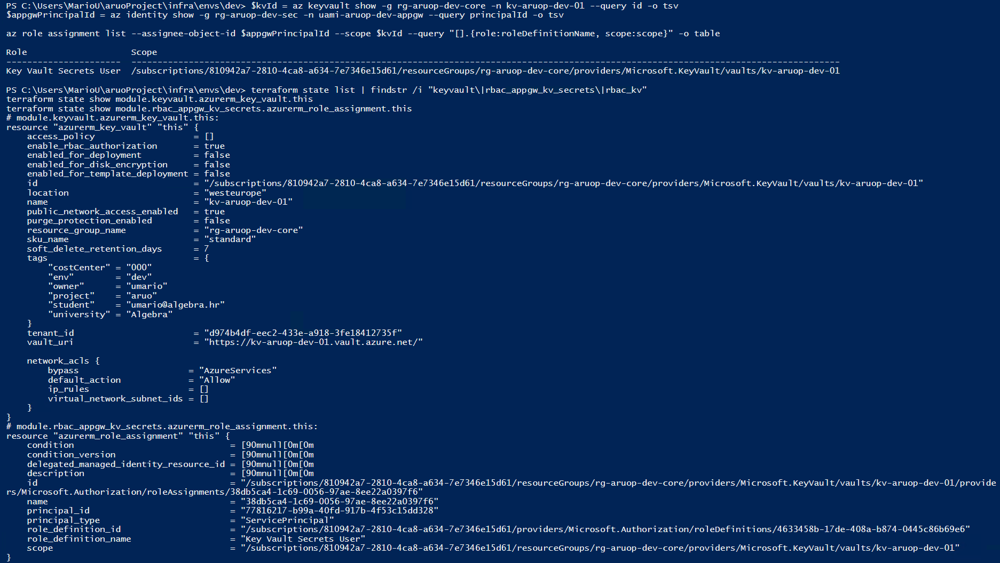 PS C:\Users\MarioU\aruoProject\infra\envs\dev> $kvId = az keyvault show -g rg-aruop-dev-core -n kv-aruop-dev-01 --query id -o tsv
$appgwPrincipalId = az identity show -g rg-aruop-dev-sec -n uami-aruop-dev-appgw --query principalId -o tsv
az role assignment list --assignee-object-id $appgwPrincipalId --scope $kvId --query "[].{role:roleDefinitionName, scope:scope}" -o table
Role                    Scope
----------------------  ----------------------------------------------------------------------------------------------------------------------------------------
Key Vault Secrets User  /subscriptions/810942a7-2810-4ca8-a634-7e7346e15d61/resourceGroups/rg-aruop-dev-core/providers/Microsoft.KeyVault/vaults/kv-aruop-dev-01
PS C:\Users\MarioU\aruoProject\infra\envs\dev> terraform state list | findstr /i "keyvault\|rbac_appgw_kv_secrets\|rbac_kv"
terraform state show module.keyvault.azurerm_key_vault.this
terraform state show module.rbac_appgw_kv_secrets.azurerm_role_assignment.this
# module.keyvault.azurerm_key_vault.this:
resource "azurerm_key_vault" "this" {
    access_policy                   = []
    enable_rbac_authorization       = true
    enabled_for_deployment          = false
    enabled_for_disk_encryption     = false
    enabled_for_template_deployment = false
    id                              = "/subscriptions/810942a7-2810-4ca8-a634-7e7346e15d61/resourceGroups/rg-aruop-dev-core/providers/Microsoft.KeyVault/vaults/kv-aruop-dev-01"
    location                        = "westeurope"
    name                            = "kv-aruop-dev-01"
    public_network_access_enabled   = true
    purge_protection_enabled        = false
    resource_group_name             = "rg-aruop-dev-core"
    sku_name                        = "standard"
    soft_delete_retention_days      = 7
    tags                            = {
        "costCenter" = "000"
        "env"        = "dev"
        "owner"      = "umario"
        "project"    = "aruo"
        "student"    = "umario@algebra.hr"
        "university" = "Algebra"
    }
    tenant_id                       = "d974b4df-eec2-433e-a918-3fe18412735f"
    vault_uri                       = "https://kv-aruop-dev-01.vault.azure.net/"
    network_acls {
        bypass                     = "AzureServices"
        default_action             = "Allow"
        ip_rules                   = []
        virtual_network_subnet_ids = []
    }
}
# module.rbac_appgw_kv_secrets.azurerm_role_assignment.this:
resource "azurerm_role_assignment" "this" {
    condition                              = [90mnull[0m[0m
    condition_version                      = [90mnull[0m[0m
    delegated_managed_identity_resource_id = [90mnull[0m[0m
    description                            = [90mnull[0m[0m
    id                                     = "/subscriptions/810942a7-2810-4ca8-a634-7e7346e15d61/resourceGroups/rg-aruop-dev-core/providers/Microsoft.KeyVault/vaults/kv-aruop-dev-01/provide
rs/Microsoft.Authorization/roleAssignments/38db5ca4-1c69-0056-97ae-8ee22a0397f6"
    name                                   = "38db5ca4-1c69-0056-97ae-8ee22a0397f6"
    principal_id                           = "77816217-b99a-40fd-917b-4f53c15dd328"
    principal_type                         = "ServicePrincipal"
    role_definition_id                     = "/subscriptions/810942a7-2810-4ca8-a634-7e7346e15d61/providers/Microsoft.Authorization/roleDefinitions/4633458b-17de-408a-b874-0445c86b69e6"
    role_definition_name                   = "Key Vault Secrets User"
    scope                                  = "/subscriptions/810942a7-2810-4ca8-a634-7e7346e15d61/resourceGroups/rg-aruop-dev-core/providers/Microsoft.KeyVault/vaults/kv-aruop-dev-01"
}